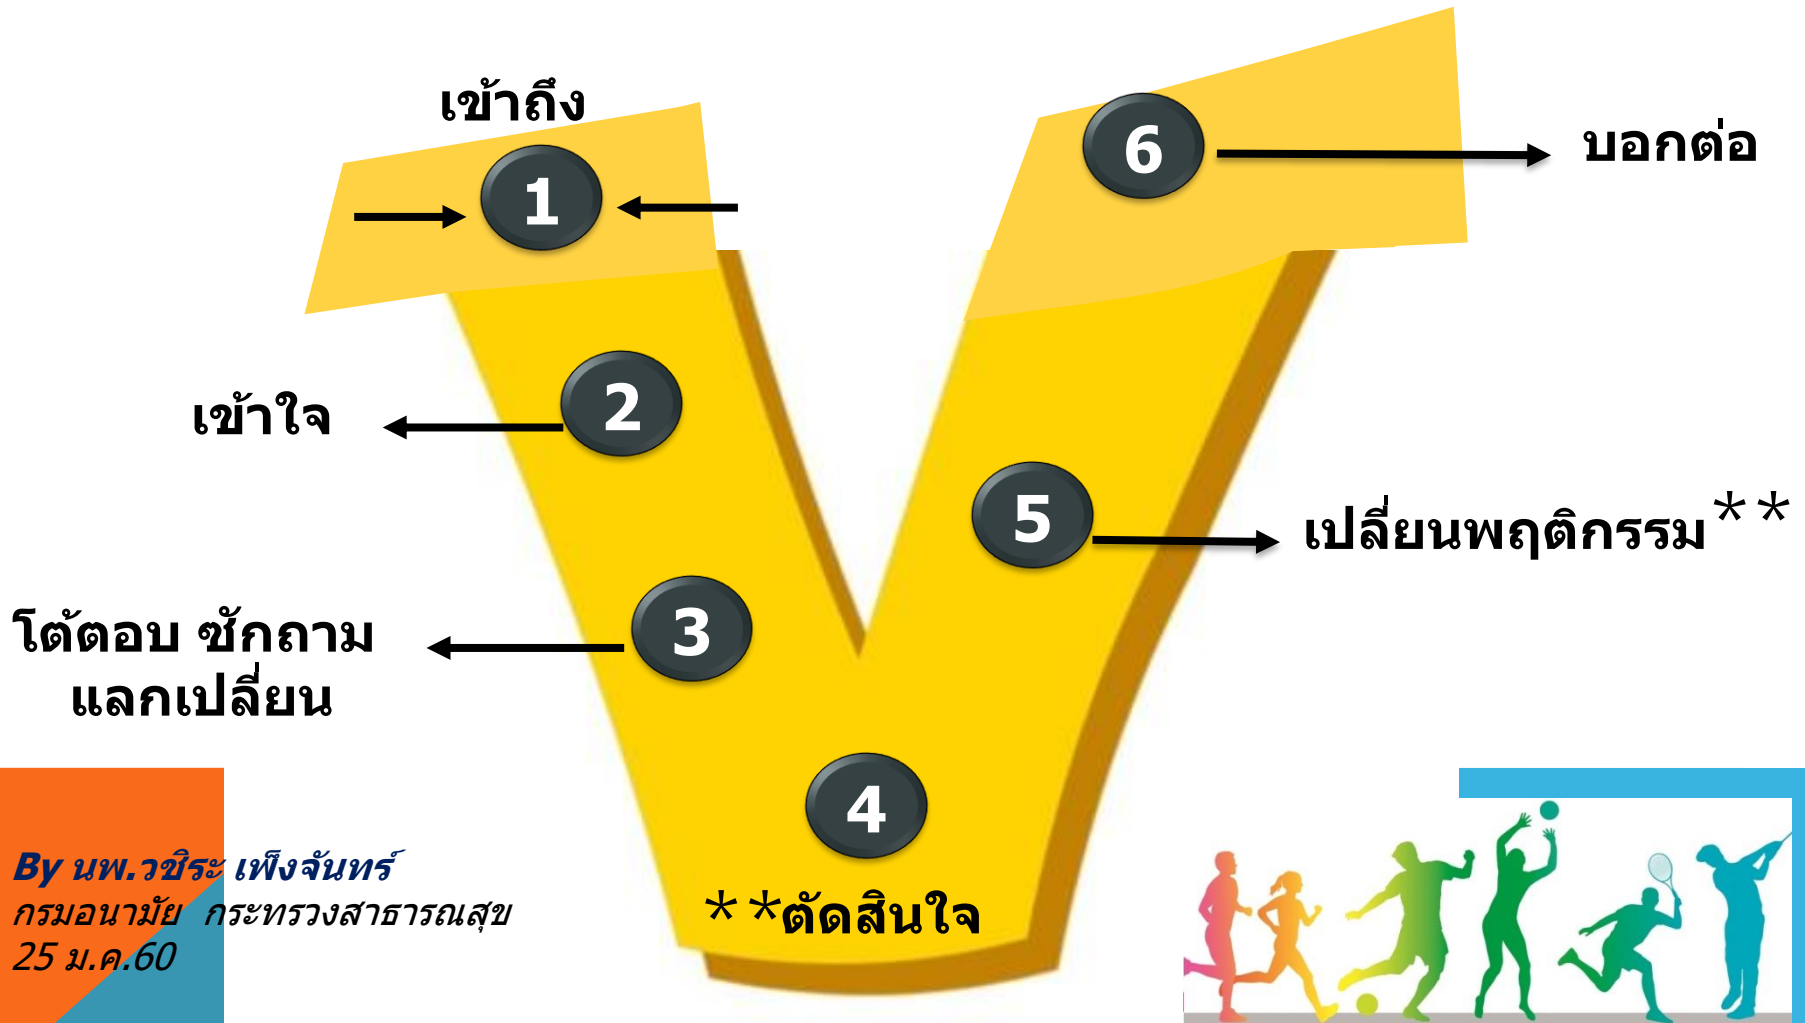 เข้าถึง
1
6
บอกต่อ
2
เข้าใจ
5
เปลี่ยนพฤติกรรม**
3
โต้ตอบ ซักถาม
แลกเปลี่ยน
4
**ตัดสินใจ
By นพ.วชิระ เพ็งจันทร์
กรมอนามัย กระทรวงสาธารณสุข
25 ม.ค.60